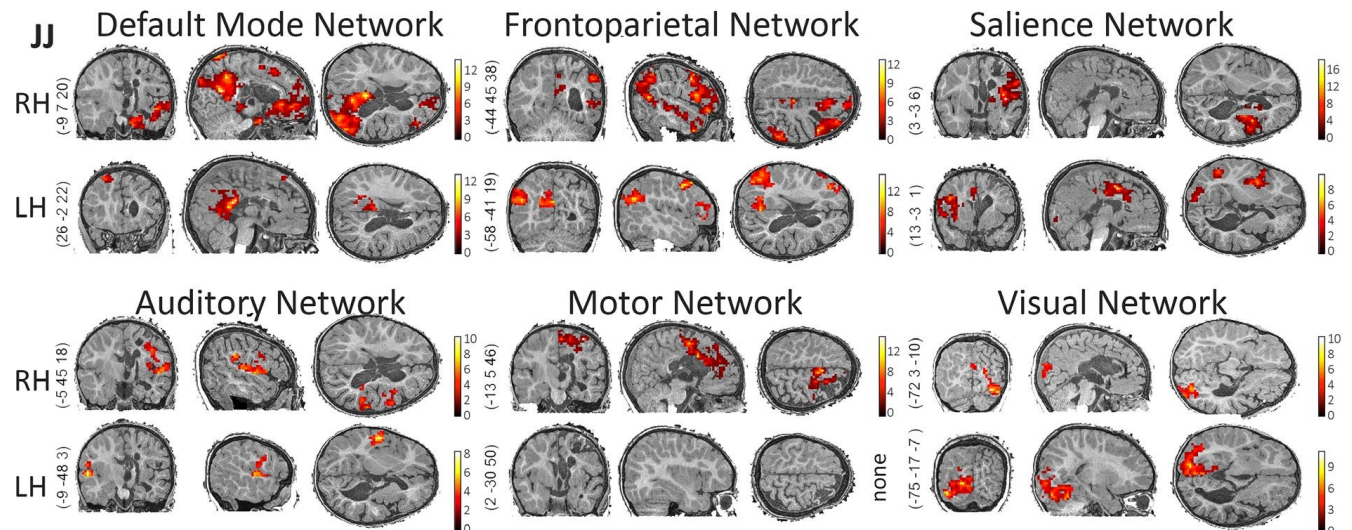 JJ
Default Mode Network
Frontoparietal Network
Salience Network
RH
(-9 7 20)
12
9
6
3
0
(-44 45 38)
12
9
6
3
0
(3 -3 6)
16
12
8
4
0
LH
(26 -2 22)
12
9
6
3
0
(-58 -41 19)
12
8
4
0
(13 -3 1)
8
6
4
2
0
Auditory Network
Motor Network
Visual Network
RH
(-5 45 18)
10
8
6
4
2
0
(-13 5 46)
12
8
4
0
(-72 3 -10)
10
8
6
4
2
0
LH
(-9 -48 3)
8
6
4
2
0
(2 -30 50)
none
(-75 -17 -7)
9
6
3
0